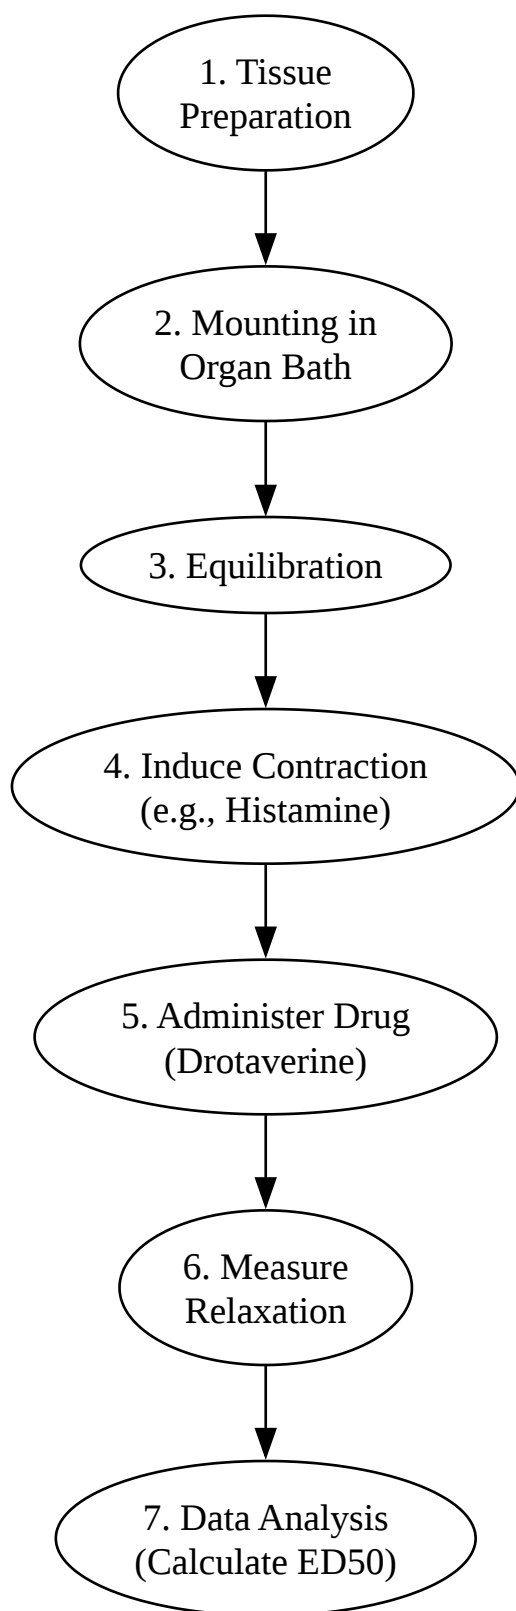 1. Tissue
Preparation
2. Mounting in
Organ Bath
3. Equilibration
4. Induce Contraction
(e.g., Histamine)
5. Administer Drug
(Drotaverine)
6. Measure
Relaxation
7. Data Analysis
(Calculate ED50)